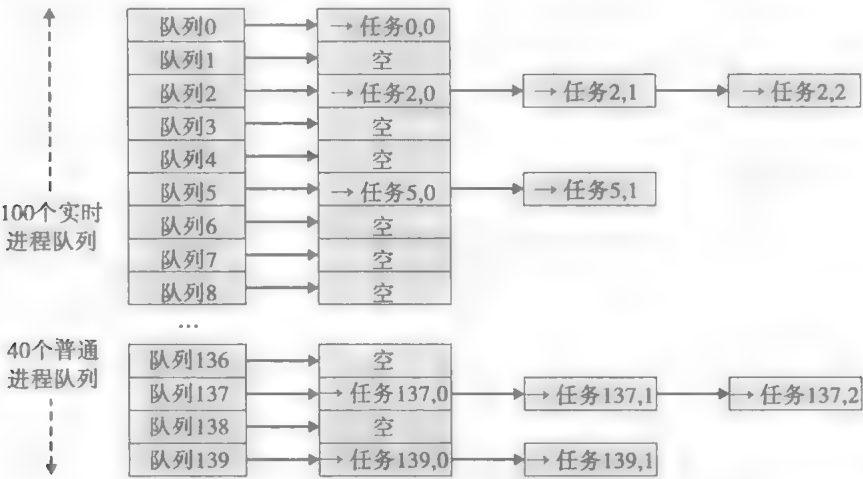 队列0 → 任务0,0
队列1 空
队列2 → 任务2,0 → 任务2,1 → 任务2,2
队列3 空
队列4 空
队列5 → 任务5,0 → 任务5,1
100个实时
进程队列
队列6 空
队列7 空
队列8 空
...
40个普通
进程队列
队列136 空
队列137 → 任务137,0 → 任务137,1 → 任务137,2
队列138 空
队列139 → 任务139,0 → 任务139,1